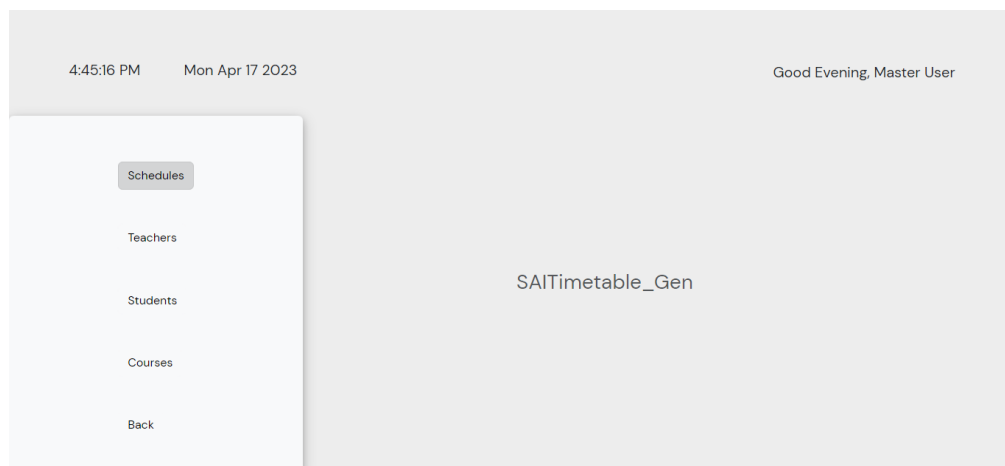 4:45:16 PM Mon Apr 17 2023
Good Evening, Master User
Schedules
Teachers
Students
Courses
Back
SAITimetable_Gen